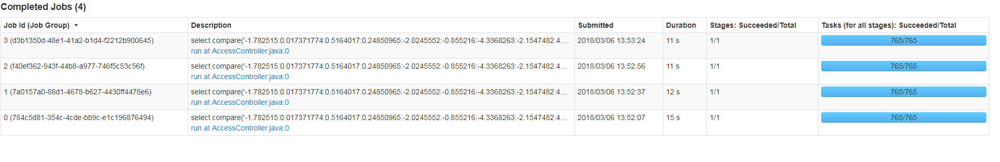 Completed Jobs (4)
Job Id (Job Group) ▾ Description Submitted Duration Stages: Succeeded/Total Tasks (for all stages): Succeeded/Total
3 (d3b1350d-48e1-41a2-b1d4-f2212b900645) select compare('-1.782515:0.017371774:0.5164017:0.24850965:-2.0245552:-0.855216:-4.3368263:-2.1547482:4.... 2018/03/06 13:53:24 11 s 1/1 765/765
run at AccessController.java:0
2 (f40ef362-943f-44b8-a977-746f5c53c56f) select compare('-1.782515:0.017371774:0.5164017:0.24850965:-2.0245552:-0.855216:-4.3368263:-2.1547482:4.... 2018/03/06 13:52:56 11 s 1/1 765/765
run at AccessController.java:0
1 (7a0157a0-88d1-4678-b627-4430ff4478e6) select compare('-1.782515:0.017371774:0.5164017:0.24850965:-2.0245552:-0.855216:-4.3368263:-2.1547482:4.... 2018/03/06 13:52:37 12 s 1/1 765/765
run at AccessController.java:0
0 (784c5d81-354c-4cde-bb9c-e1c196876494) select compare('-1.782515:0.017371774:0.5164017:0.24850965:-2.0245552:-0.855216:-4.3368263:-2.1547482:4.... 2018/03/06 13:52:07 15 s 1/1 765/765
run at AccessController.java:0